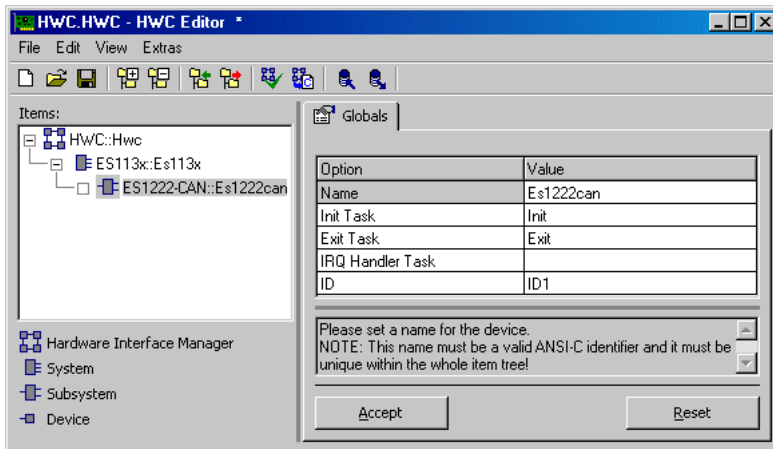 HWC.HWC - HWC Editor *
File Edit View Extras
Items:
HWC::Hwc
ES113x::Es113x
ES1222-CAN::Es1222can
Hardware Interface Manager
System
Subsystem
Device
Globals
Option Value
Name Es1222can
Init Task Init
Exit Task Exit
IRQ Handler Task
ID ID1
Please set a name for the device.
NOTE: This name must be a valid ANSI-C identifier and it must be
unique within the whole item tree!
Accept Reset